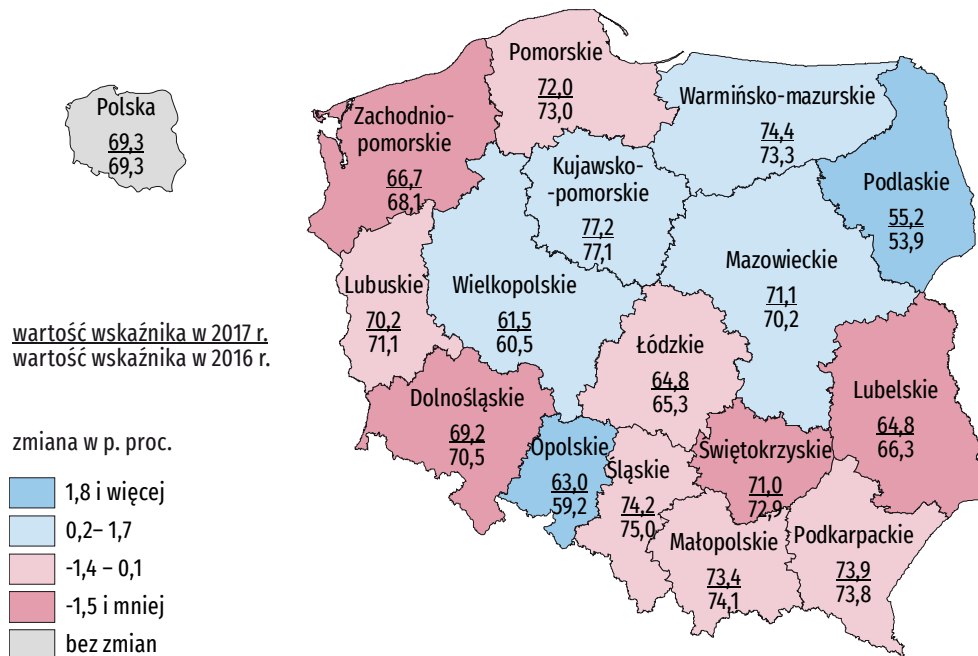 Polska
69,3
69,3
Pomorskie
72,0
73,0
Zachodnio-
pomorskie
66,7
68,1
Warmińsko-mazurskie
74,4
73,3
Kujawsko-
-pomorskie
77,2
77,1
Podlaskie
55,2
53,9
Mazowieckie
71,1
70,2
Lubuskie
70,2
71,1
Wielkopolskie
61,5
60,5
Łódzkie
64,8
65,3
Lubelskie
64,8
66,3
Dolnośląskie
69,2
70,5
Opolskie
63,0
59,2
Śląskie
74,2
75,0
Świętokrzyskie
71,0
72,9
Małopolskie
73,4
74,1
Podkarpackie
73,9
73,8
wartość wskaźnika w 2017 r.
wartość wskaźnika w 2016 r.
zmiana w p. proc.
1,8 i więcej
0,2– 1,7
-1,4 – 0,1
-1,5 i mniej
bez zmian